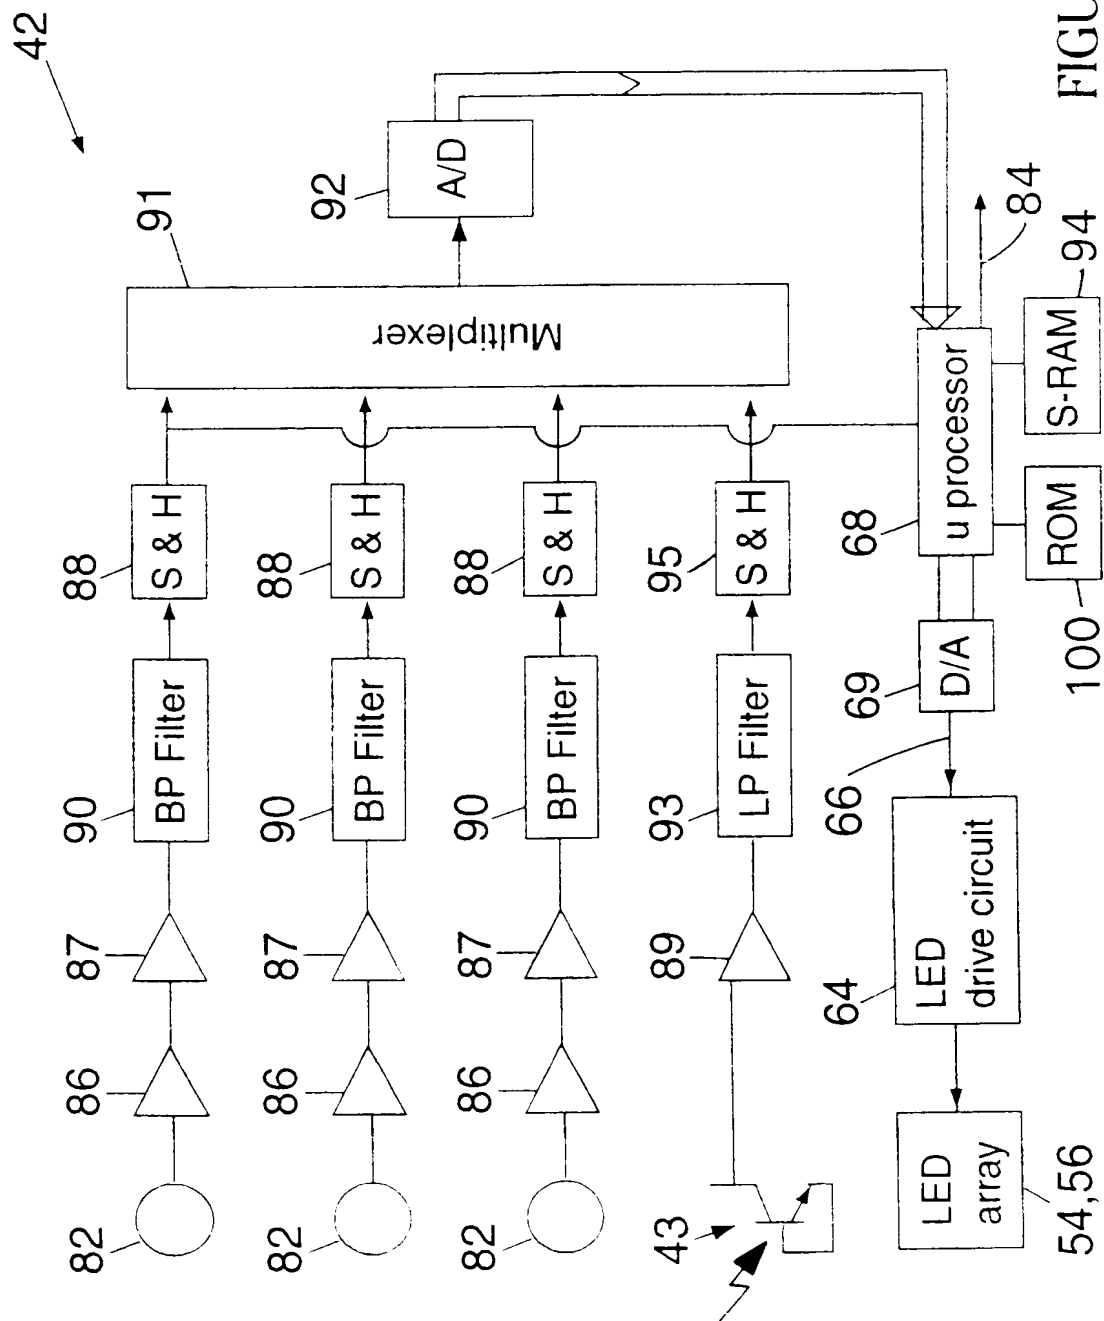 42
91
92
A/D
Multiplexer
88
S & H
88
S & H
88
S & H
95
S & H
90
BP Filter
90
BP Filter
90
BP Filter
93
LP Filter
87
87
87
89
86
86
86
82
82
82
43
68
u processor
84
S-RAM
94
ROM
100
69
D/A
66
64
LED
drive circuit
LED
array
54,56
FIGU